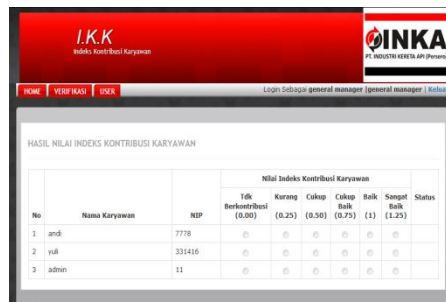 I.K.K
Indeks Kontribusi Karyawan
INKA
PT. INDUSTRI KERETA API (Persero
HOME VERIFIKASI USER
Login Sebagai general manager |general manager | Kelua
HASIL NILAI INDEKS KONTRIBUSI KARYAWAN
No Nama Karyawan NIP Nilai Indeks Kontribusi Karyawan Status
Tdk Berkontribusi (0.00) Kurang (0.25) Cukup (0.50) Cukup Baik (0.75) Baik (1) Sangat Baik (1.25)
1 andi 7778
2 yuli 331416
3 admin 11